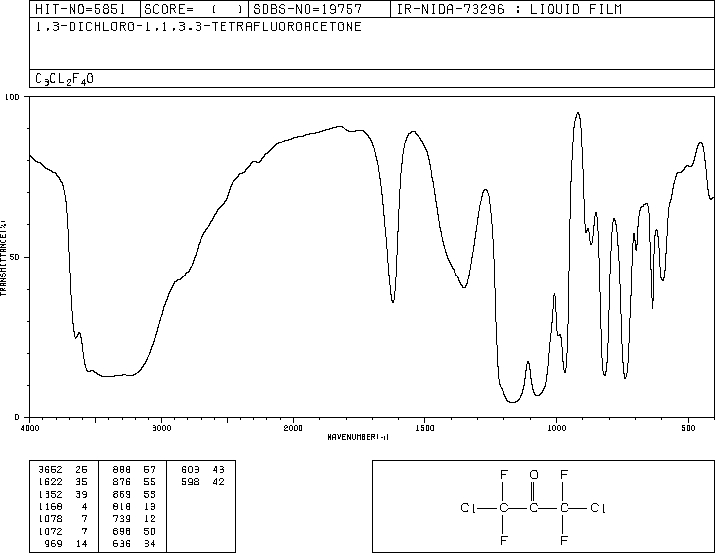 HIT-NO=5851 SCORE= ( ) SDBS-NO=19757 IR-NIDA-73296 : LIQUID FILM
1,3-DICHLORO-1,1,3,3-TETRAFLUOROACETONE
C3CL2F4O
100
TRANSMITTANCE(%)
50
0
4000 3000 2000 1500 1000 500
WAVENUMBER(-1)
3652 25 888 57 603 43
1622 35 876 55 598 42
1352 39 869 53
1168 4 818 13
1078 7 739 12
1072 7 698 50
969 14 636 34
F O F
Cl C C C Cl
F F